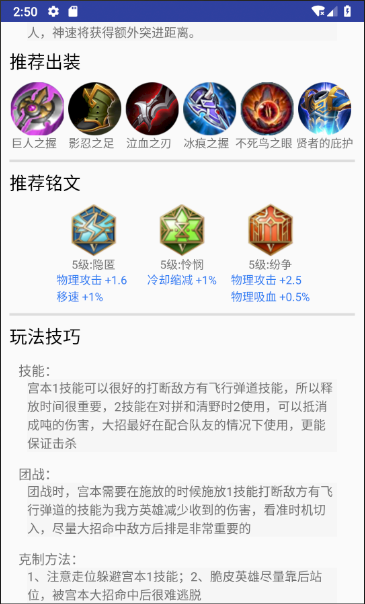 2:50
人，神速将获得额外突进距离。
推荐出装
巨人之握 影忍之足 泣血之刃 冰痕之握 不死鸟之眼 贤者的庇护
推荐铭文
5级:隐匿 5级:怜悯 5级:纷争
物理攻击 +1.6 冷却缩减 +1% 物理攻击 +2.5
移速 +1% 物理吸血 +0.5%
玩法技巧
技能：
宫本1技能可以很好的打断敌方有飞行弹道技能，所以释
放时间很重要，2技能在对拼和清野时2使用，可以抵消
成吨的伤害，大招最好在配合队友的情况下使用，更能
保证击杀
团战：
团战时，宫本需要在施放的时候施放1技能打断敌方有飞
行弹道的技能为我方英雄减少收到的伤害，看准时机切
入，尽量大招命中敌方后排是非常重要的
克制方法：
1、注意走位躲避宫本1技能；2、脆皮英雄尽量靠后站
位，被宫本大招命中后很难逃脱